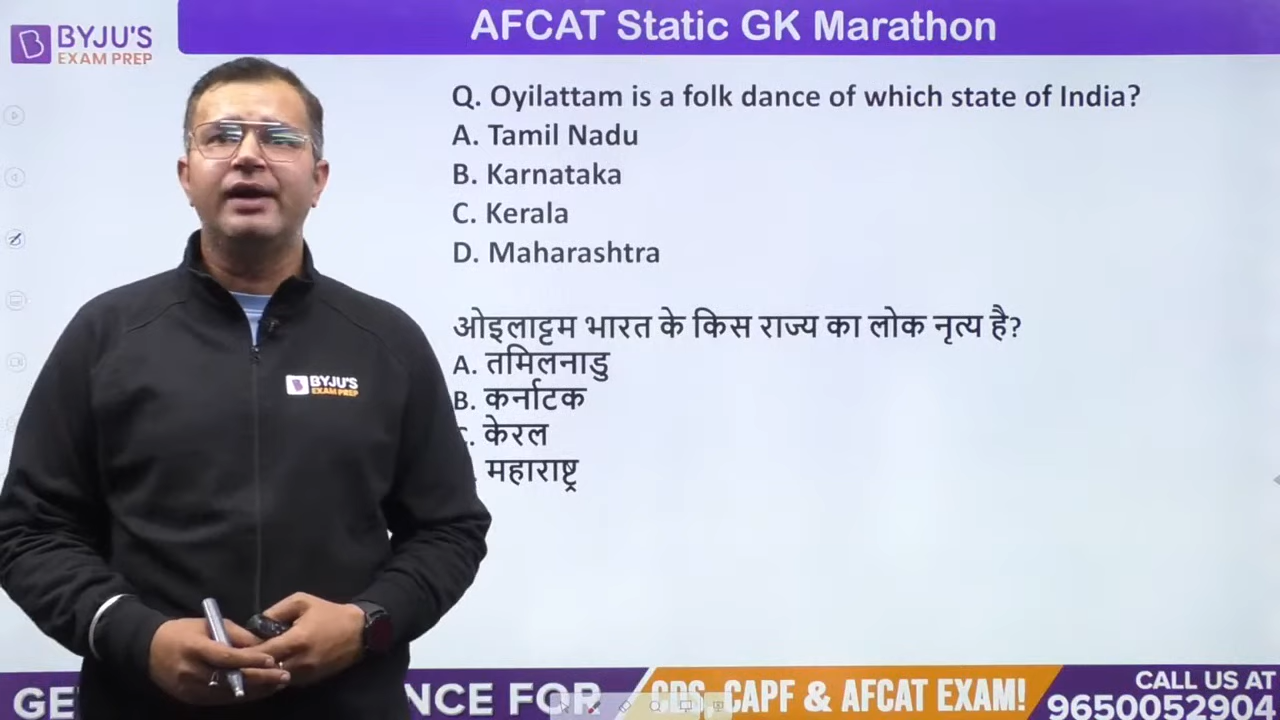 BYJU'S
EXAM PREP
AFCAT Static GK Marathon
Q. Oyilattam is a folk dance of which state of India?
A. Tamil Nadu
B. Karnataka
C. Kerala
D. Maharashtra
ओइलाट्टम भारत के किस राज्य का लोक नृत्य है?
A. तमिलनाडु
B. कर्नाटक
C. केरल
महाराष्ट्र
BYJU'S
EXAM PREP
NCE FOR
CDS, CAPF & AFCAT EXAM!
CALL US AT
9650052904